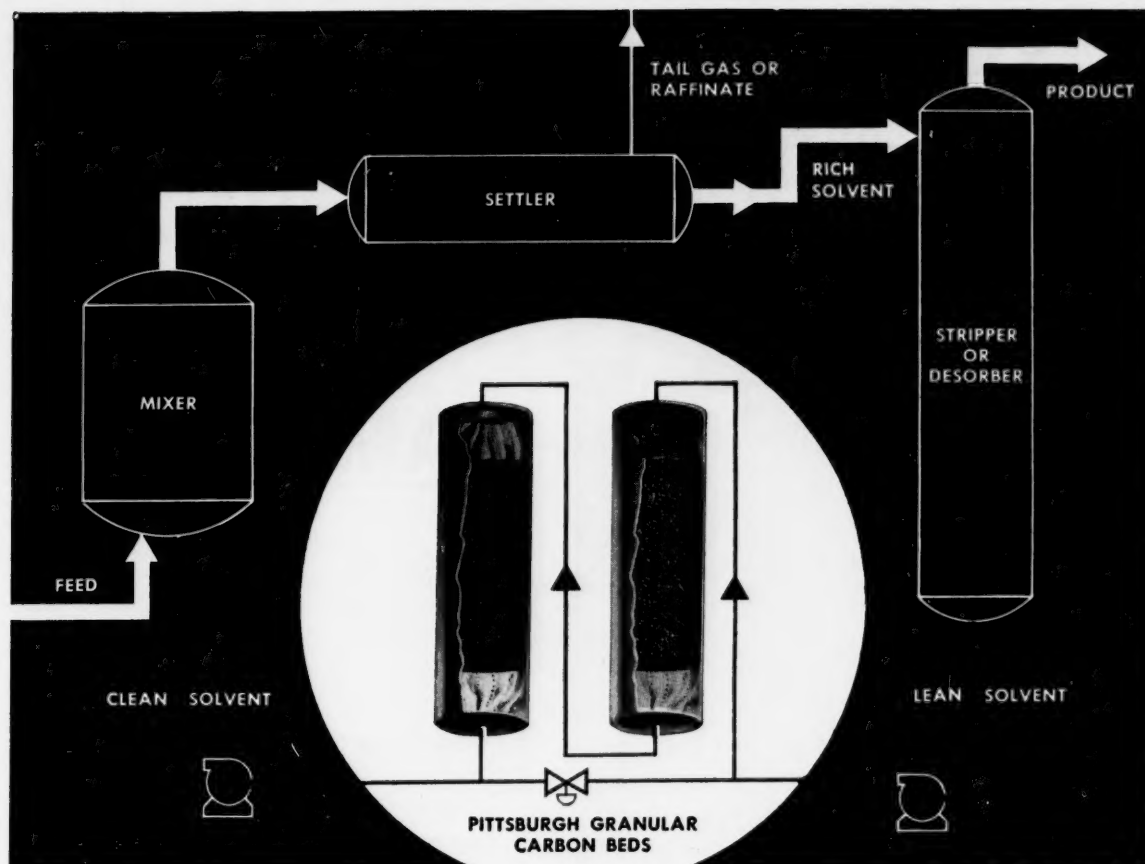 TAIL GAS OR
RAFFINATE
PRODUCT
SETTLER
RICH
SOLVENT
MIXER
STRIPPER
OR
DESORBER
FEED
CLEAN SOLVENT
LEAN SOLVENT
PITTSBURGH GRANULAR
CARBON BEDS